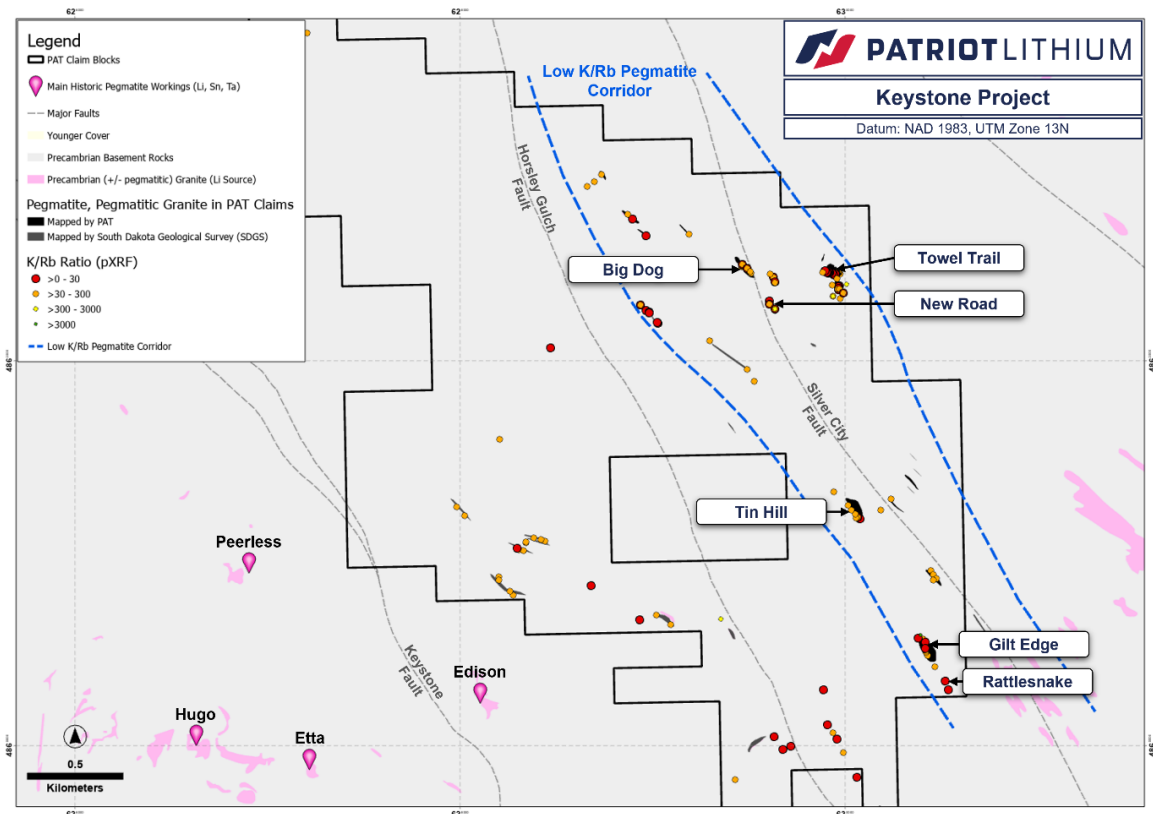 PATRIOT LITHIUM
Keystone Project
Datum: NAD 1983, UTM Zone 13N
Legend
PAT Claim Blocks
Main Historic Pegmatite Workings (Li, Sn, Ta)
Major Faults
Younger Cover
Precambrian Basement Rocks
Precambrian (+/- pegmatitic) Granite (Li Source)
Pegmatite, Pegmatitic Granite in PAT Claims
Mapped by PAT
Mapped by South Dakota Geological Survey (SDGS)
K/Rb Ratio (pXRF)
>0 - 30
>30 - 300
>300 - 3000
>3000
Low K/Rb Pegmatite Corridor
Low K/Rb Pegmatite
Corridor
Horsley Gulch
Fault
Big Dog
Towel Trail
New Road
Silver City
Fault
Tin Hill
Peerless
Gilt Edge
Rattlesnake
Keystone
Fault
Edison
Hugo
Etta
0.5
Kilometers